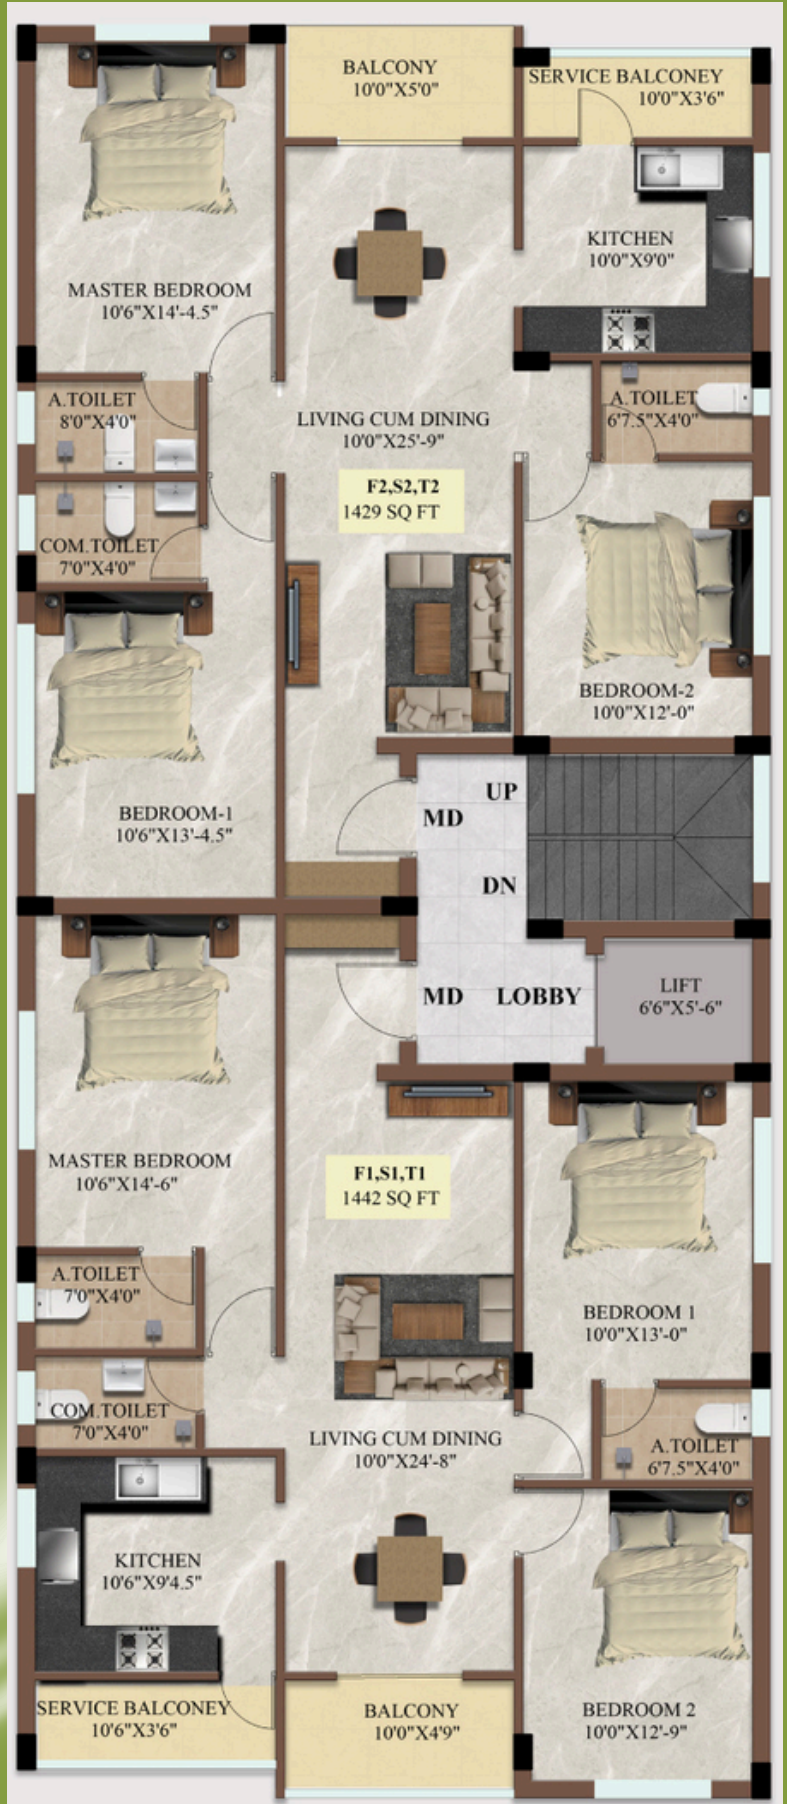 BALCONY
10'0"X5'0"
SERVICE BALCONEY
10'0"X3'6"
KITCHEN
10'0"X9'0"
MASTER BEDROOM
10'6"X14'-4.5"
A.TOILET
8'0"X4'0"
A.TOILET
6'7.5"X4'0"
LIVING CUM DINING
10'0"X25'-9"
F2,S2,T2
1429 SQ FT
COM.TOILET
7'0"X4'0"
BEDROOM-2
10'0"X12'-0"
BEDROOM-1
10'6"X13'-4.5"
UP
MD
DN
MD
LOBBY
LIFT
6'6"X5'-6"
MASTER BEDROOM
10'6"X14'-6"
F1,S1,T1
1442 SQ FT
A.TOILET
7'0"X4'0"
BEDROOM 1
10'0"X13'-0"
COM.TOILET
7'0"X4'0"
LIVING CUM DINING
10'0"X24'-8"
A.TOILET
6'7.5"X4'0"
KITCHEN
10'6"X9'4.5"
SERVICE BALCONEY
10'6"X3'6"
BALCONY
10'0"X4'9"
BEDROOM 2
10'0"X12'-9"